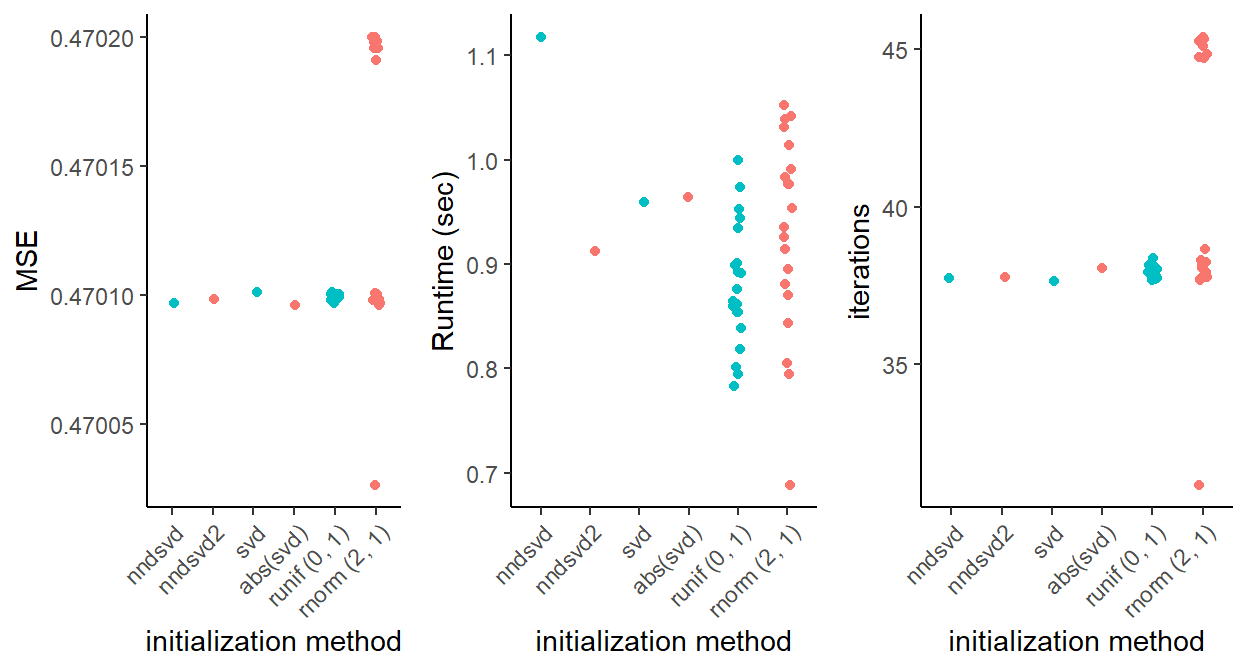 MSE
0.47020
0.47015
0.47010
0.47005
nndsvd
nndsvd2
svd
abs(svd)
runif (0, 1)
rnorm (2, 1)
initialization method
Runtime (sec)
1.1
1.0
0.9
0.8
0.7
nndsvd
nndsvd2
svd
abs(svd)
runif (0, 1)
rnorm (2, 1)
initialization method
iterations
45
40
35
nndsvd
nndsvd2
svd
abs(svd)
runif (0, 1)
rnorm (2, 1)
initialization method